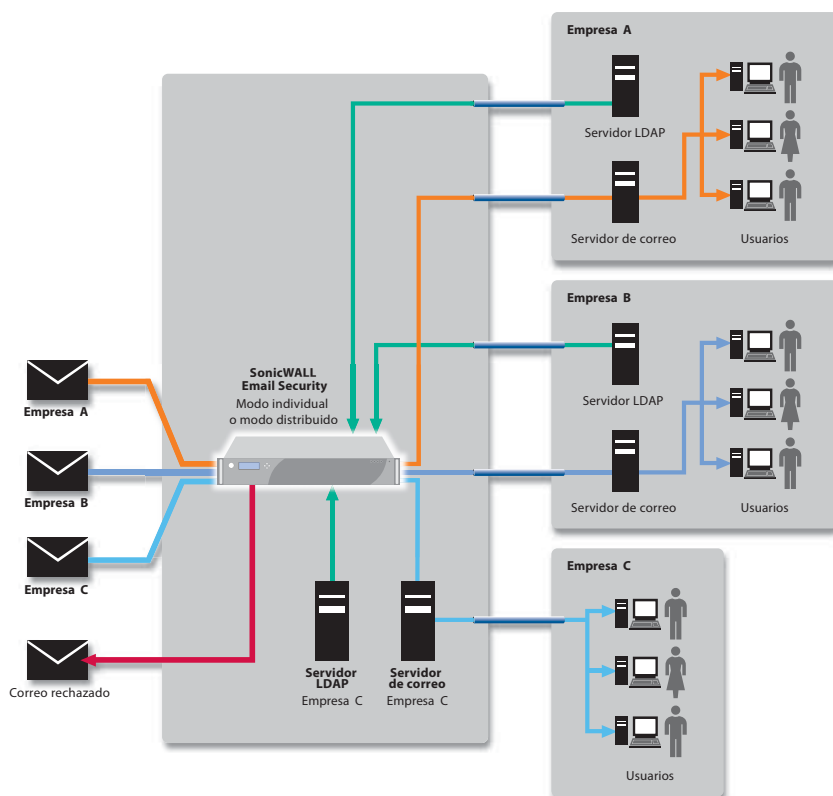 Empresa A
Servidor LDAP
Servidor de correo
Usuarios
Empresa B
Servidor LDAP
Servidor de correo
Usuarios
SonicWALL
Email Security
Modo individual
o modo distribuido
Empresa A
Empresa B
Empresa C
Correo rechazado
Servidor
LDAP
Empresa C
Servidor
de correo
Empresa C
Empresa C
Usuarios